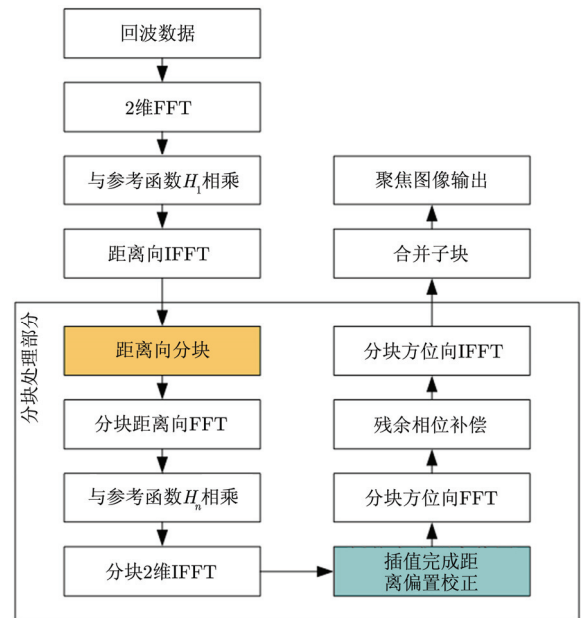 回波数据
2维FFT
与参考函数H₁相乘
距离向IFFT
分块处理部分
距离向分块
分块距离向FFT
与参考函数Hₙ相乘
分块2维IFFT
插值完成距
离偏置校正
分块方位向FFT
残余相位补偿
分块方位向IFFT
合并子块
聚焦图像输出